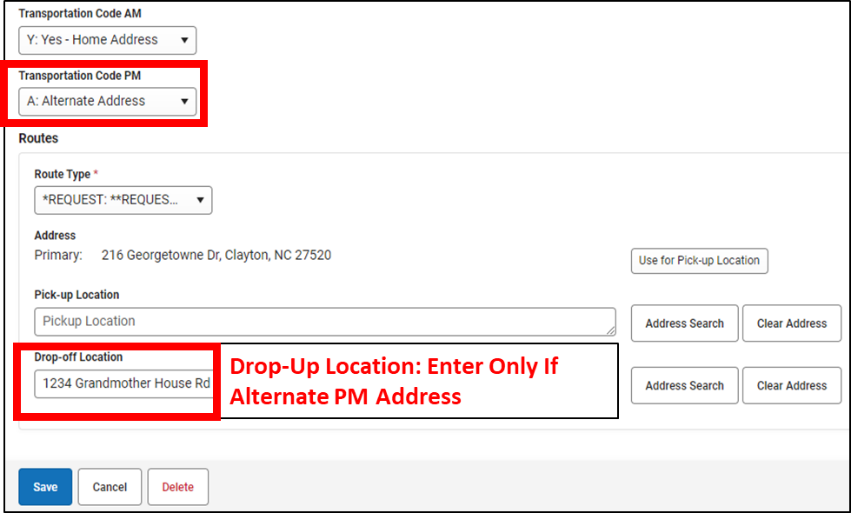 Transportation Code AM
Y: Yes - Home Address
Transportation Code PM
A: Alternate Address
Routes
Route Type *
*REQUEST: **REQUES...
Address
Primary: 216 Georgetowne Dr, Clayton, NC 27520
Use for Pick-up Location
Pick-up Location
Pickup Location
Address Search
Clear Address
Drop-off Location
1234 Grandmother House Rd
Drop-Up Location: Enter Only If
Alternate PM Address
Address Search
Clear Address
Save
Cancel
Delete